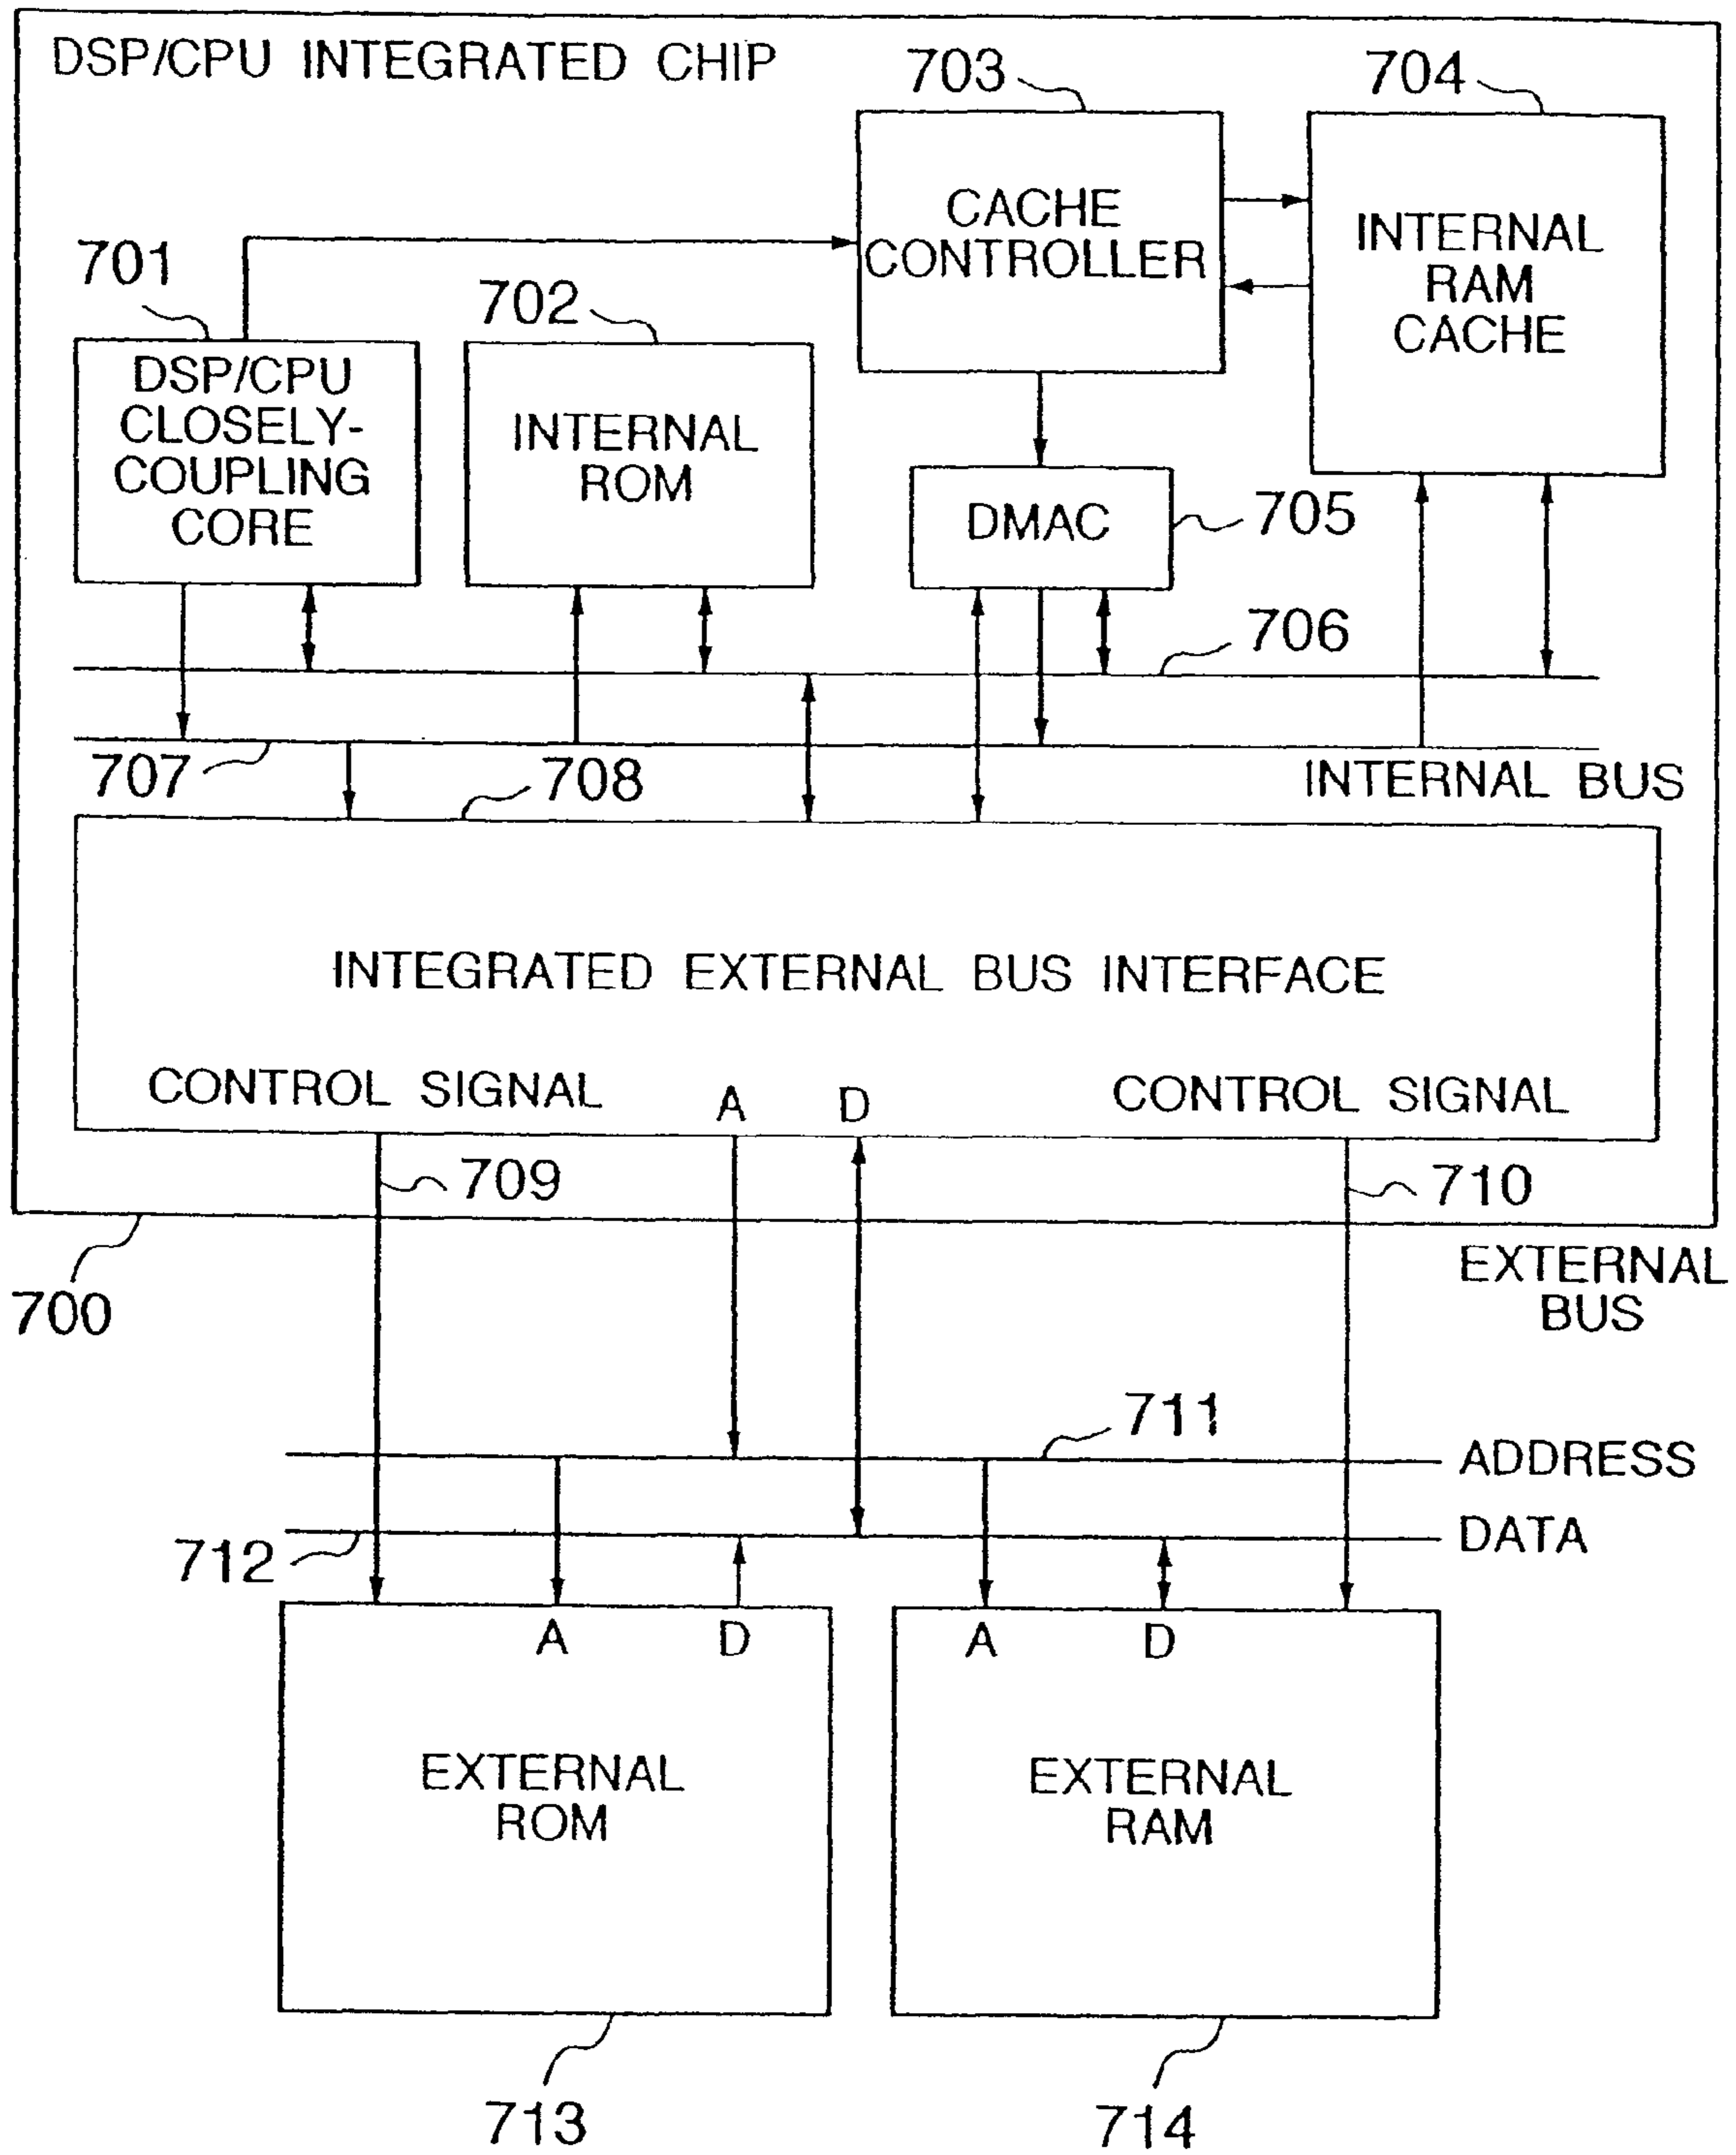 DSP/CPU INTEGRATED CHIP
703
704
CACHE
CONTROLLER
INTERNAL
RAM
CACHE
701
702
DSP/CPU
CLOSELY-
COUPLING
CORE
INTERNAL
ROM
DMAC
705
706
707
708
INTERNAL BUS
INTEGRATED EXTERNAL BUS INTERFACE
CONTROL SIGNAL
A
D
CONTROL SIGNAL
709
710
700
EXTERNAL
BUS
711
ADDRESS
712
DATA
A
D
A
D
EXTERNAL
ROM
EXTERNAL
RAM
713
714